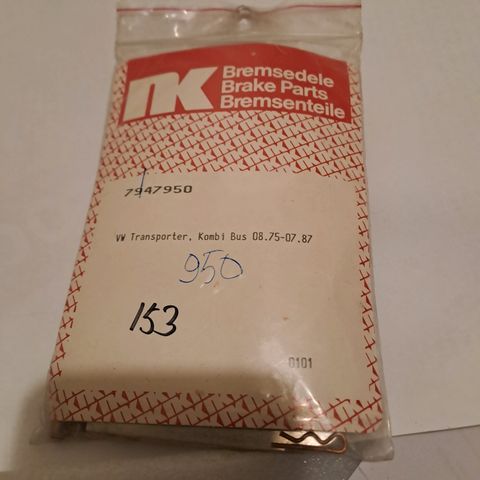 NK
Bremsedele
Brake Parts
Bremsenteile
7947950
VW Transporter, Kombi Bus 08.75-07.87
950
153
0101